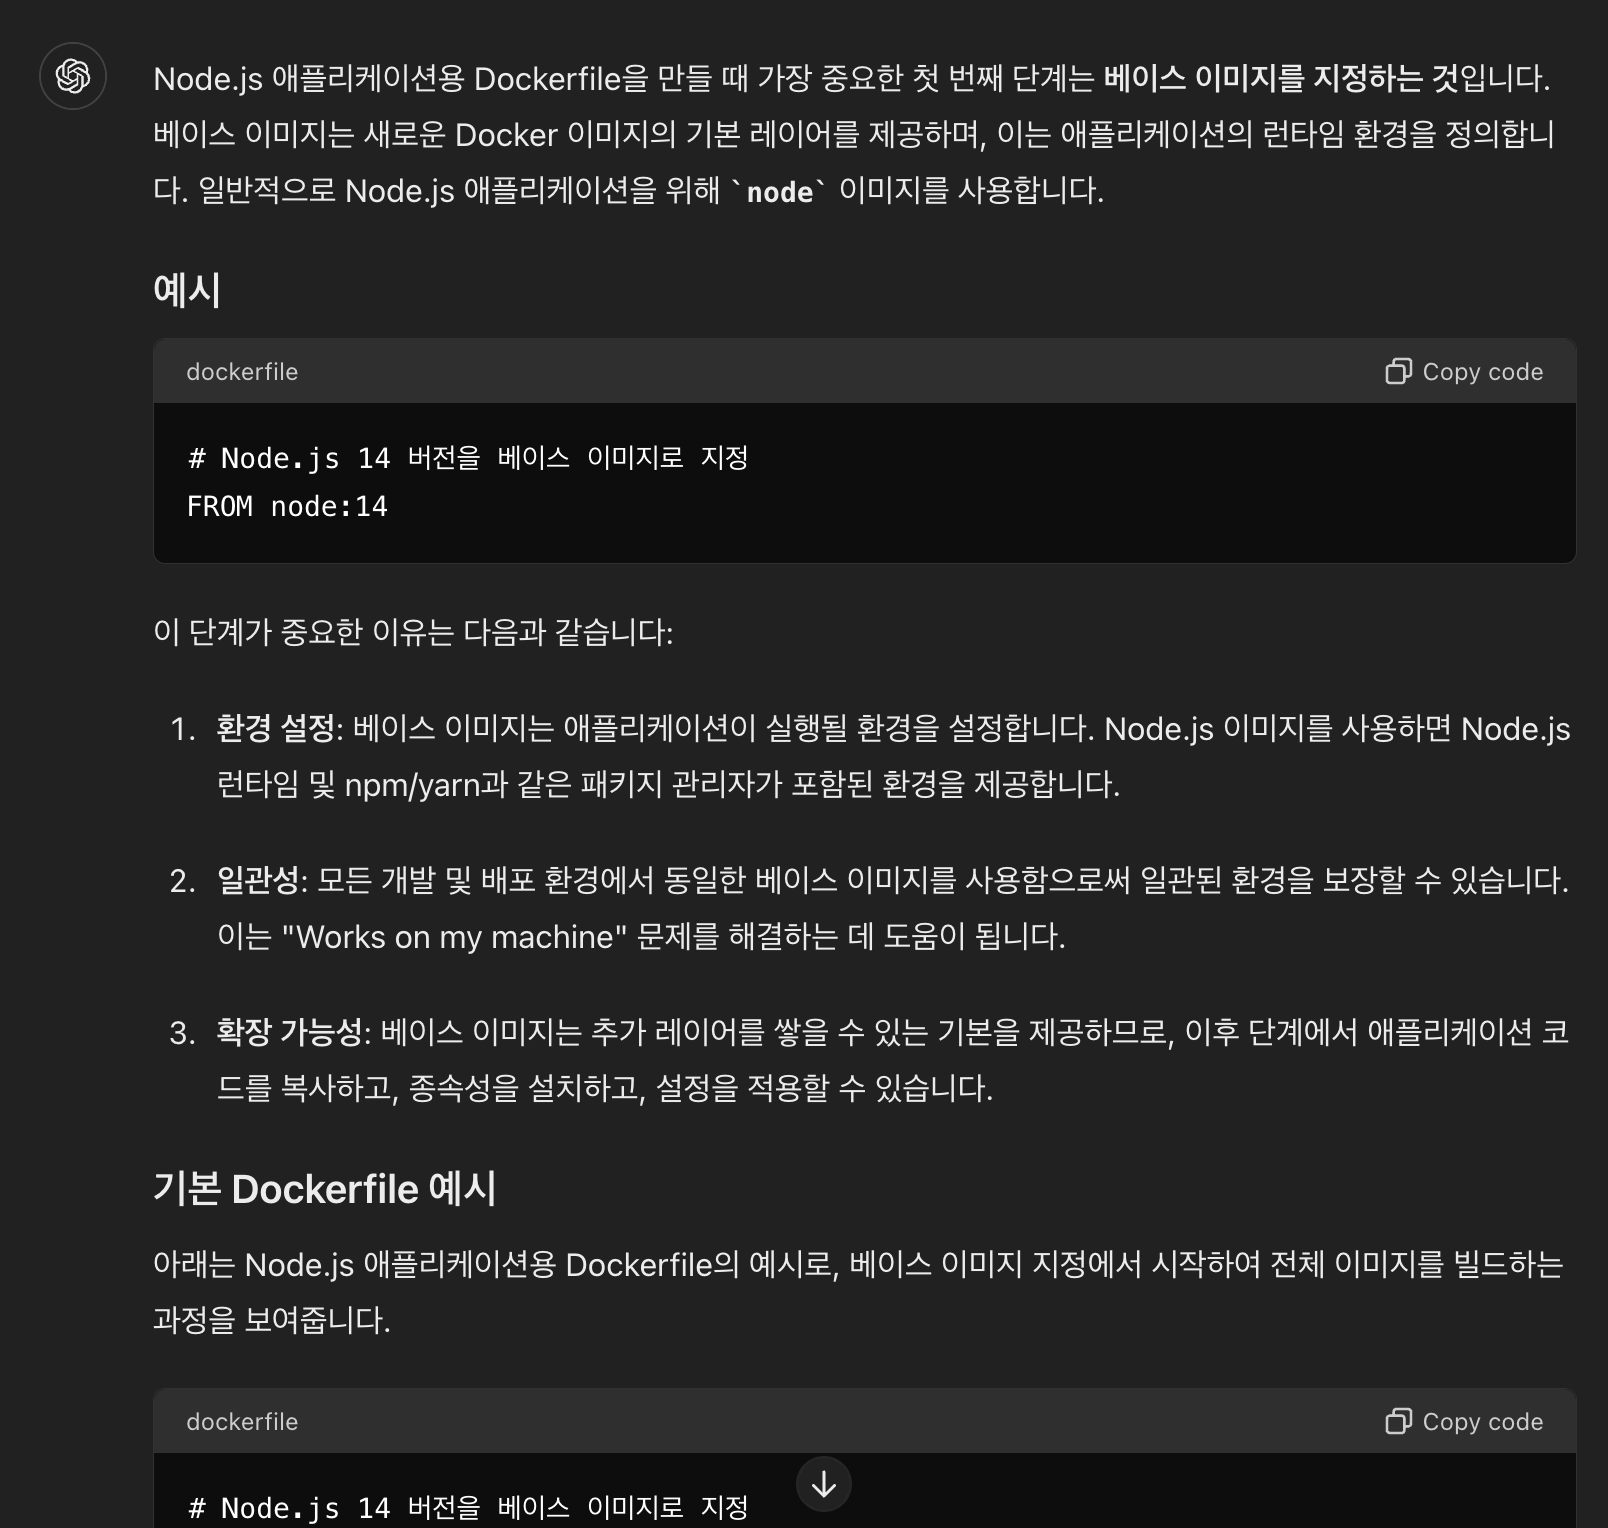 Node.js 애플리케이션용 Dockerfile을 만들 때 가장 중요한 첫 번째 단계는 베이스 이미지를 지정하는 것입니다.
베이스 이미지는 새로운 Docker 이미지의 기본 레이어를 제공하며, 이는 애플리케이션의 런타임 환경을 정의합니
다. 일반적으로 Node.js 애플리케이션을 위해 `node` 이미지를 사용합니다.
예시
dockerfile
Copy code
# Node.js 14 버전을 베이스 이미지로 지정
FROM node:14
이 단계가 중요한 이유는 다음과 같습니다:
1. 환경 설정: 베이스 이미지는 애플리케이션이 실행될 환경을 설정합니다. Node.js 이미지를 사용하면 Node.js
런타임 및 npm/yarn과 같은 패키지 관리자가 포함된 환경을 제공합니다.
2. 일관성: 모든 개발 및 배포 환경에서 동일한 베이스 이미지를 사용함으로써 일관된 환경을 보장할 수 있습니다.
이는 "Works on my machine" 문제를 해결하는 데 도움이 됩니다.
3. 확장 가능성: 베이스 이미지는 추가 레이어를 쌓을 수 있는 기본을 제공하므로, 이후 단계에서 애플리케이션 코
드를 복사하고, 종속성을 설치하고, 설정을 적용할 수 있습니다.
기본 Dockerfile 예시
아래는 Node.js 애플리케이션용 Dockerfile의 예시로, 베이스 이미지 지정에서 시작하여 전체 이미지를 빌드하는
과정을 보여줍니다.
dockerfile
Copy code
# Node.js 14 버전을 베이스 이미지로 지정